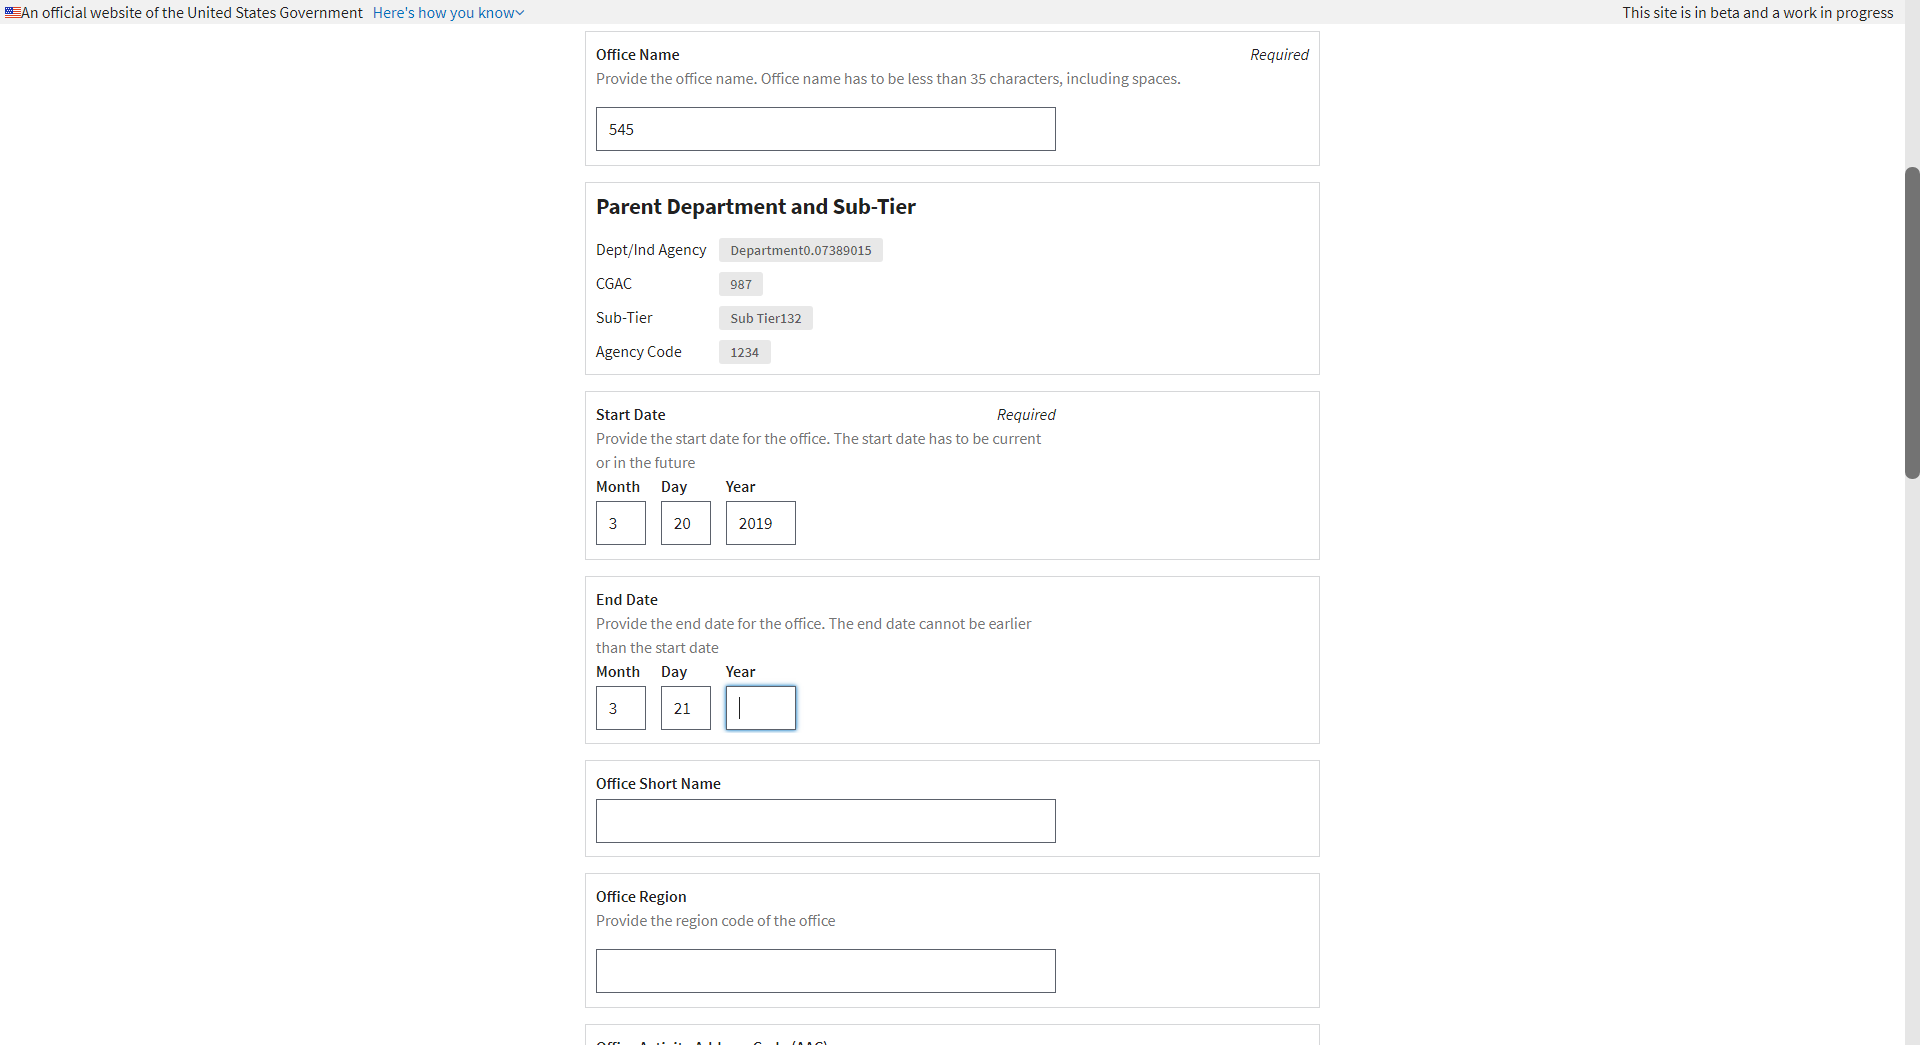 An official website of the United States Government Here's how you know
This site is in beta and a work in progress
Office Name
Required
Provide the office name. Office name has to be less than 35 characters, including spaces.
545
Parent Department and Sub-Tier
Dept/Ind Agency Department0.07389015
CGAC 987
Sub-Tier Sub Tier132
Agency Code 1234
Start Date
Required
Provide the start date for the office. The start date has to be current
or in the future
Month Day Year
3 20 2019
End Date
Provide the end date for the office. The end date cannot be earlier
than the start date
Month Day Year
3 21
Office Short Name
Office Region
Provide the region code of the office
Office Activity Address Code (AAC)